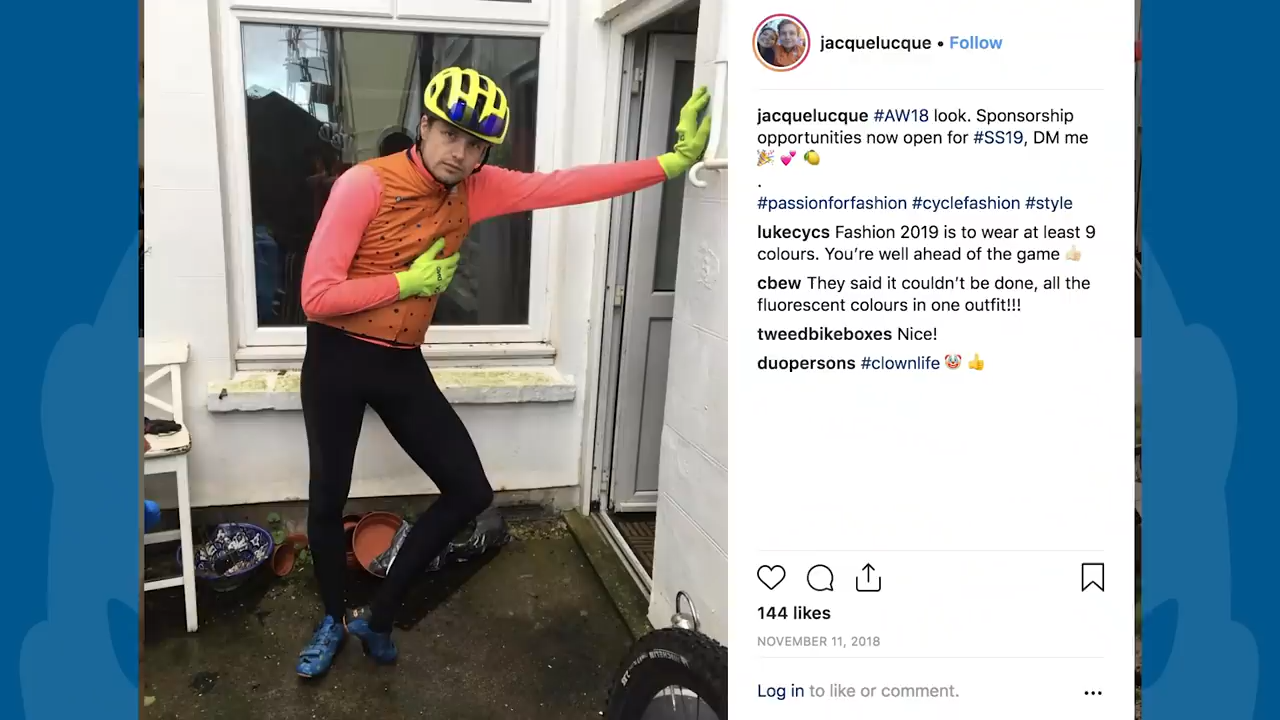 jacquelucque • Follow
jacquelucque #AW18 look. Sponsorship
opportunities now open for #SS19, DM me
🎉 💕 🍋
.
#passionforfashion #cyclefashion #style
lukecycs Fashion 2019 is to wear at least 9
colours. You’re well ahead of the game 👍🏻
cbew They said it couldn’t be done, all the
fluorescent colours in one outfit!!!
tweedbikeboxes Nice!
duopersons #clownlife 🤡 👍
144 likes
NOVEMBER 11, 2018
Log in to like or comment.